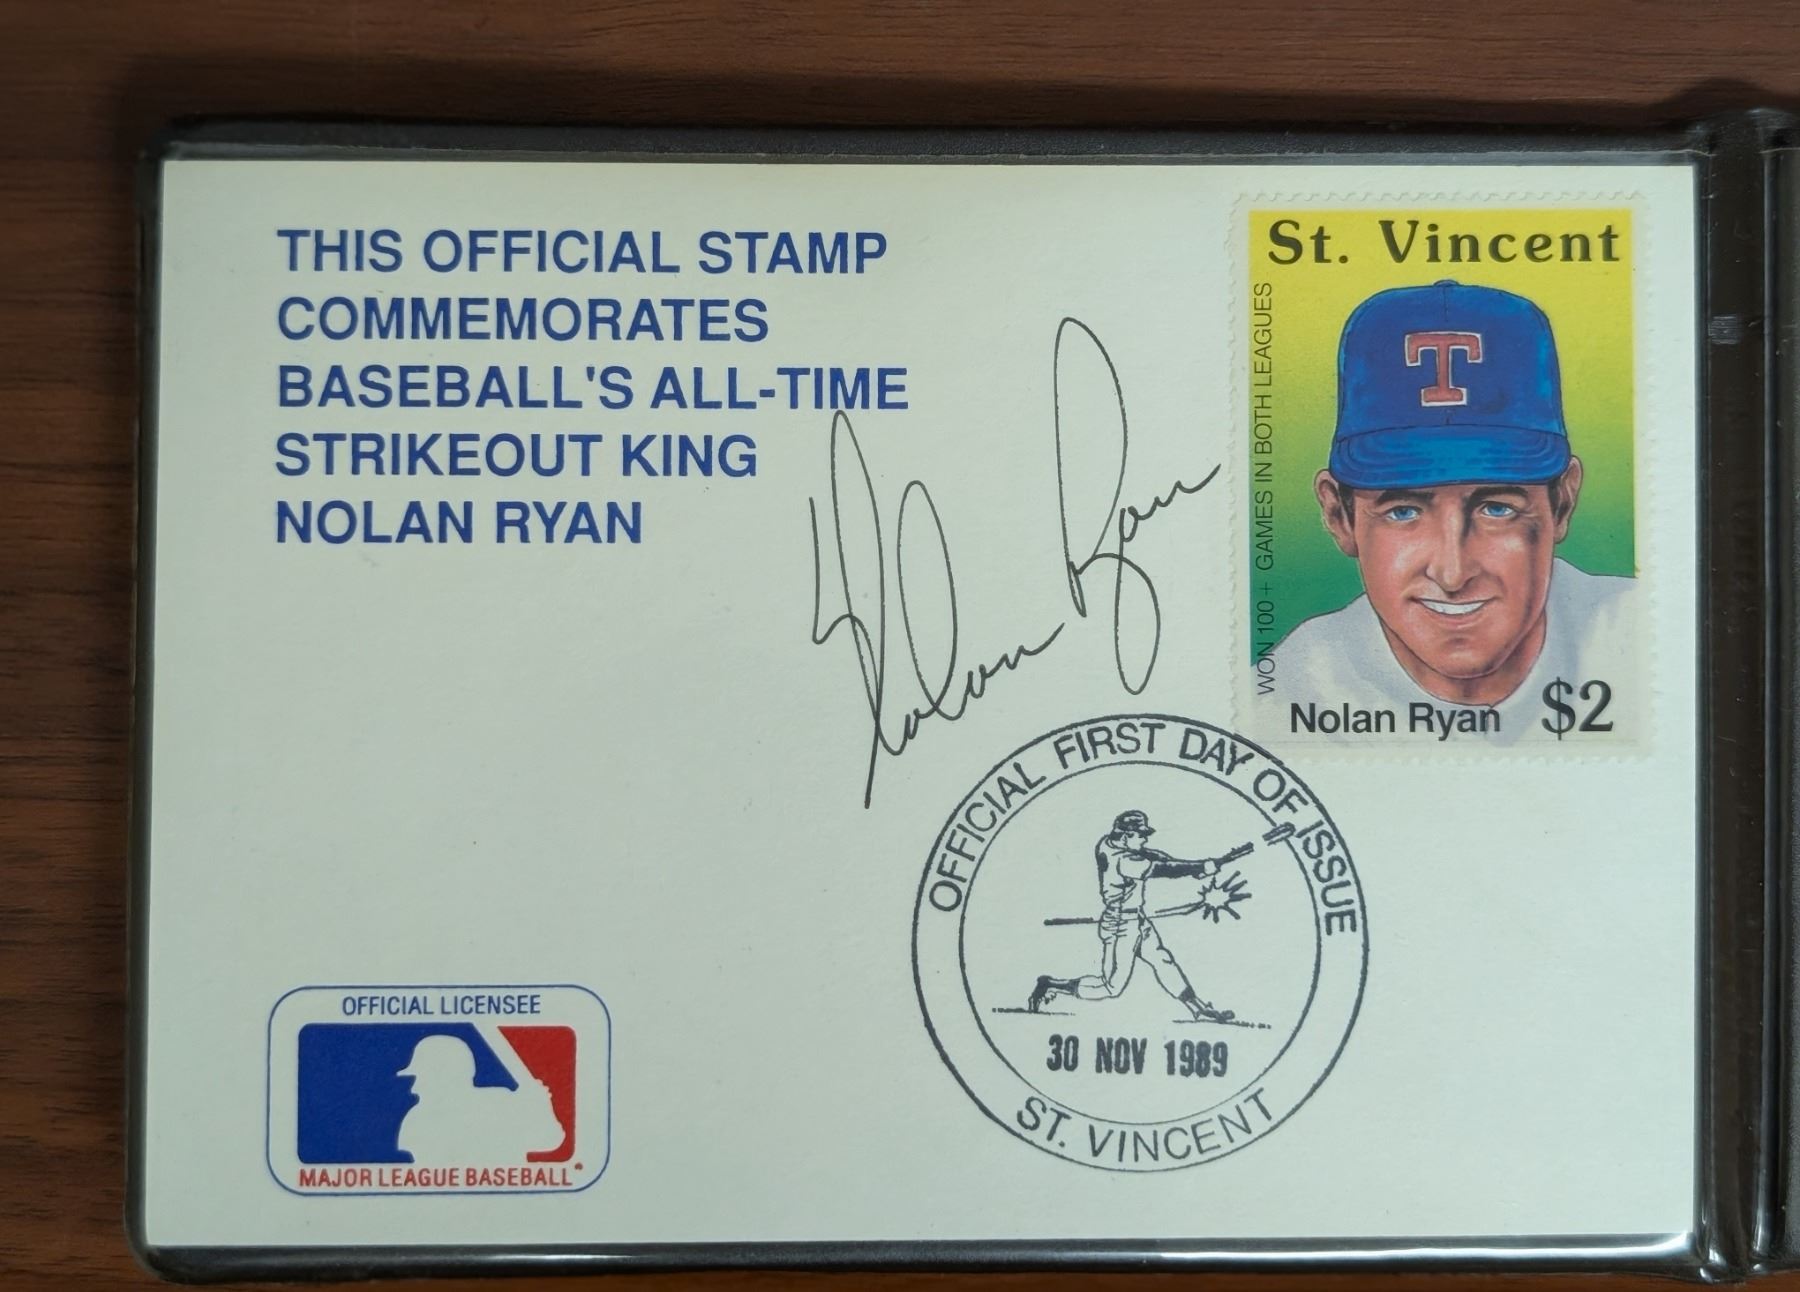 THIS OFFICIAL STAMP
COMMEMORATES
BASEBALL'S ALL-TIME
STRIKEOUT KING
NOLAN RYAN
Nolan Ryan
St. Vincent
WON 100+ GAMES IN BOTH LEAGUES
T
Nolan Ryan $2
OFFICIAL FIRST DAY OF ISSUE
30 NOV 1989
ST. VINCENT
OFFICIAL LICENSEE
MAJOR LEAGUE BASEBALL